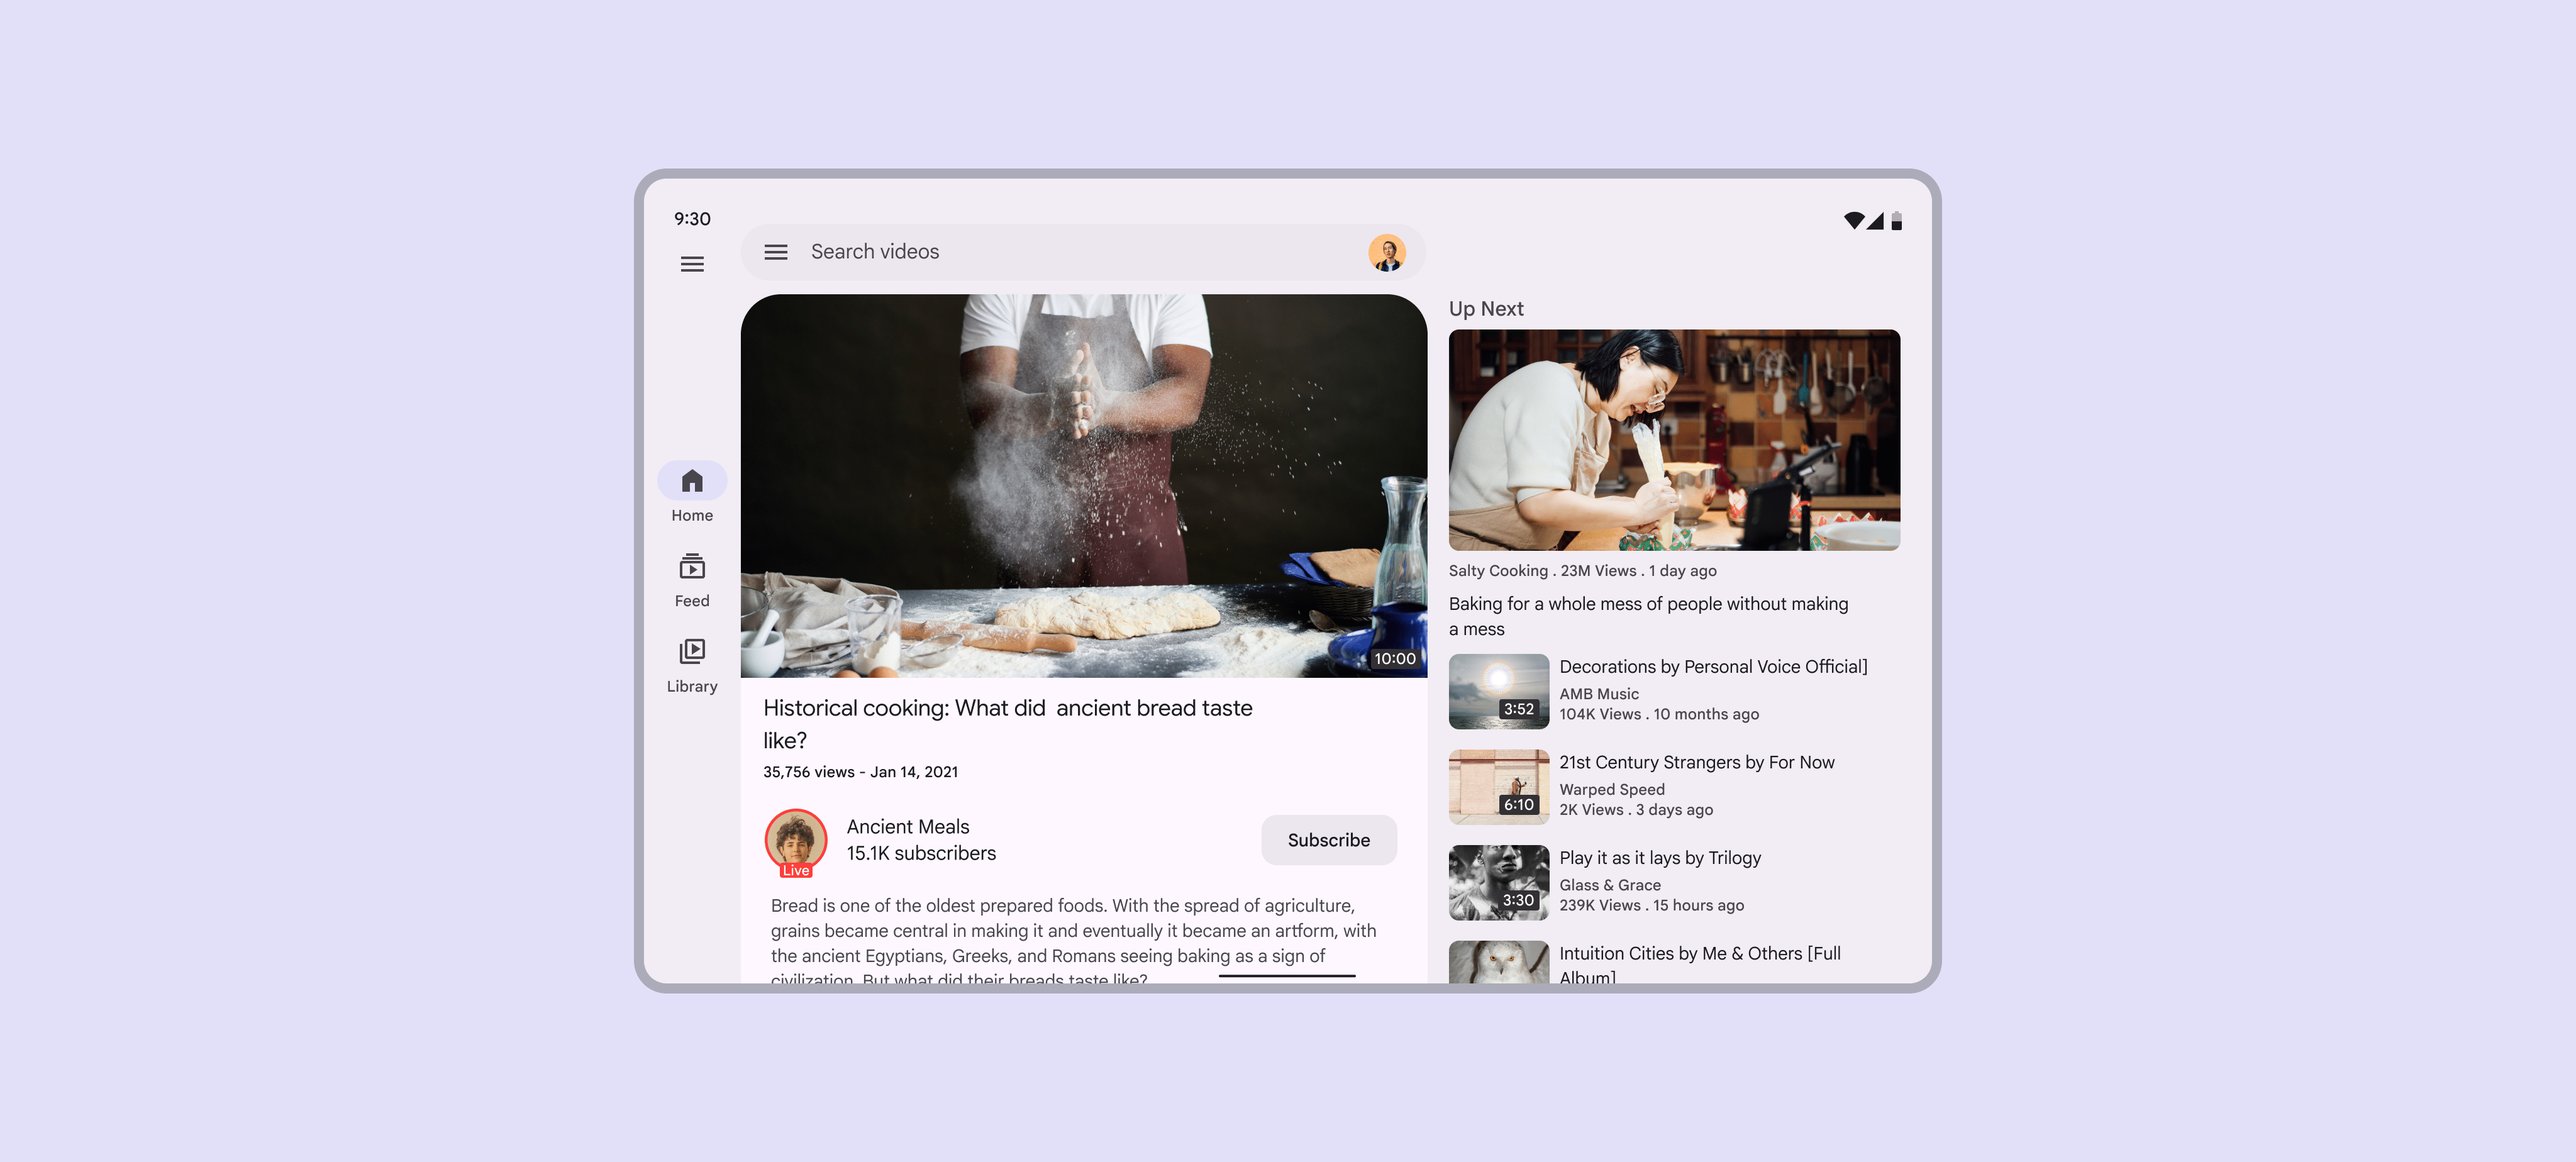 9:30
Search videos
Home
Feed
Library
10:00
Historical cooking: What did  ancient bread taste
like?
35,756 views - Jan 14, 2021
Live
Ancient Meals
15.1K subscribers
Subscribe
Bread is one of the oldest prepared foods. With the spread of agriculture,
grains became central in making it and eventually it became an artform, with
the ancient Egyptians, Greeks, and Romans seeing baking as a sign of
civilization. But what did their breads taste like?
Up Next
Salty Cooking . 23M Views . 1 day ago
Baking for a whole mess of people without making
a mess
3:52
Decorations by Personal Voice Official]
AMB Music
104K Views . 10 months ago
6:10
21st Century Strangers by For Now
Warped Speed
2K Views . 3 days ago
3:30
Play it as it lays by Trilogy
Glass & Grace
239K Views . 15 hours ago
Intuition Cities by Me & Others [Full
Album]